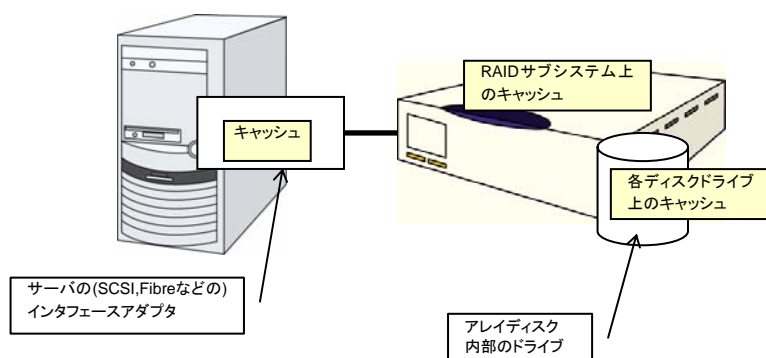 RAIDサブシステム上
のキャッシュ
キャッシュ
各ディスクドライブ
上のキャッシュ
サーバの(SCSI,Fibreなどの)
インタフェースアダプタ
アレイディスク
内部のドライブ